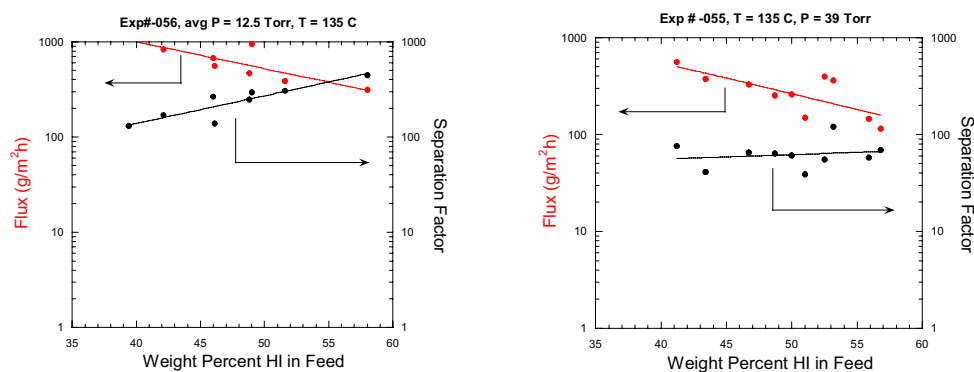 Exp#-056, avg P = 12.5 Torr, T = 135 C
1000
100
10
1
1000
100
10
1
Flux (g/m²h)
Separation Factor
35 40 45 50 55 60
Weight Percent HI in Feed
Exp # -055, T = 135 C, P = 39 Torr
1000
100
10
1
1000
100
10
1
Flux (g/m²h)
Separation Factor
35 40 45 50 55 60
Weight Percent HI in Feed